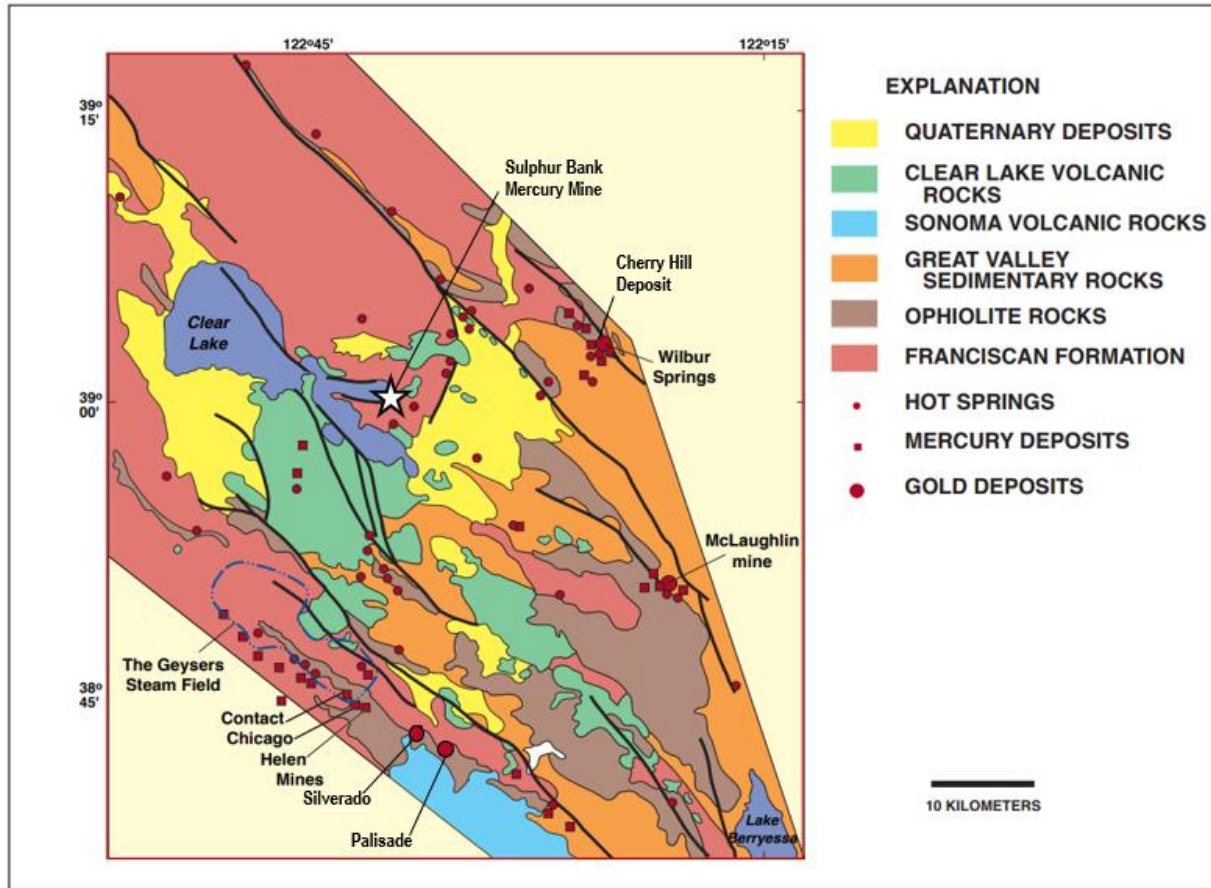 122º45'
122º15'
39º
15'
39º
00'
38º
45'
Sulphur Bank
Mercury Mine
Cherry Hill
Deposit
Clear
Lake
Wilbur
Springs
McLaughlin
mine
The Geysers
Steam Field
Contact
Chicago
Helen
Mines
Silverado
Palisade
Lake
Berryessa
EXPLANATION
QUATERNARY DEPOSITS
CLEAR LAKE VOLCANIC
ROCKS
SONOMA VOLCANIC ROCKS
GREAT VALLEY
SEDIMENTARY ROCKS
OPHIOLITE ROCKS
FRANCISCAN FORMATION
HOT SPRINGS
MERCURY DEPOSITS
GOLD DEPOSITS
10 KILOMETERS